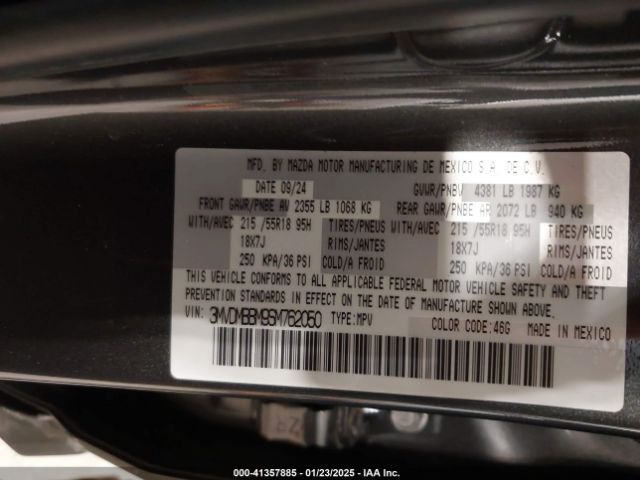 MFD. BY MAZDA MOTOR MANUFACTURING DE MEXICO S.A. DE C.V.
DATE 09/24 GVWR/PNBV 4381 LB 1987 KG
FRONT GAWR/PNBE AV 2355 LB 1068 KG REAR GAWR/PNBE AR 2072 LB 940 KG
WITH/AVEC 215 /55R18 95H TIRES/PNEUS WITH/AVEC 215 /55R18 95H TIRES/PNEUS
18X7J RIMS/JANTES 18X7J RIMS/JANTES
250 KPA/36 PSI COLD/A FROID 250 KPA/36 PSI COLD/A FROID
THIS VEHICLE CONFORMS TO ALL APPLICABLE FEDERAL MOTOR VEHICLE SAFETY AND THEFT
PREVENTION STANDARDS IN EFFECT ON THE DATE OF MANUFACTURE SHOWN ABOVE.
VIN: 3MVDMBBM9SM762050 TYPE:MPV COLOR CODE:46G MADE IN MEXICO
2R
000-41357885 - 01/23/2025 - IAA Inc.